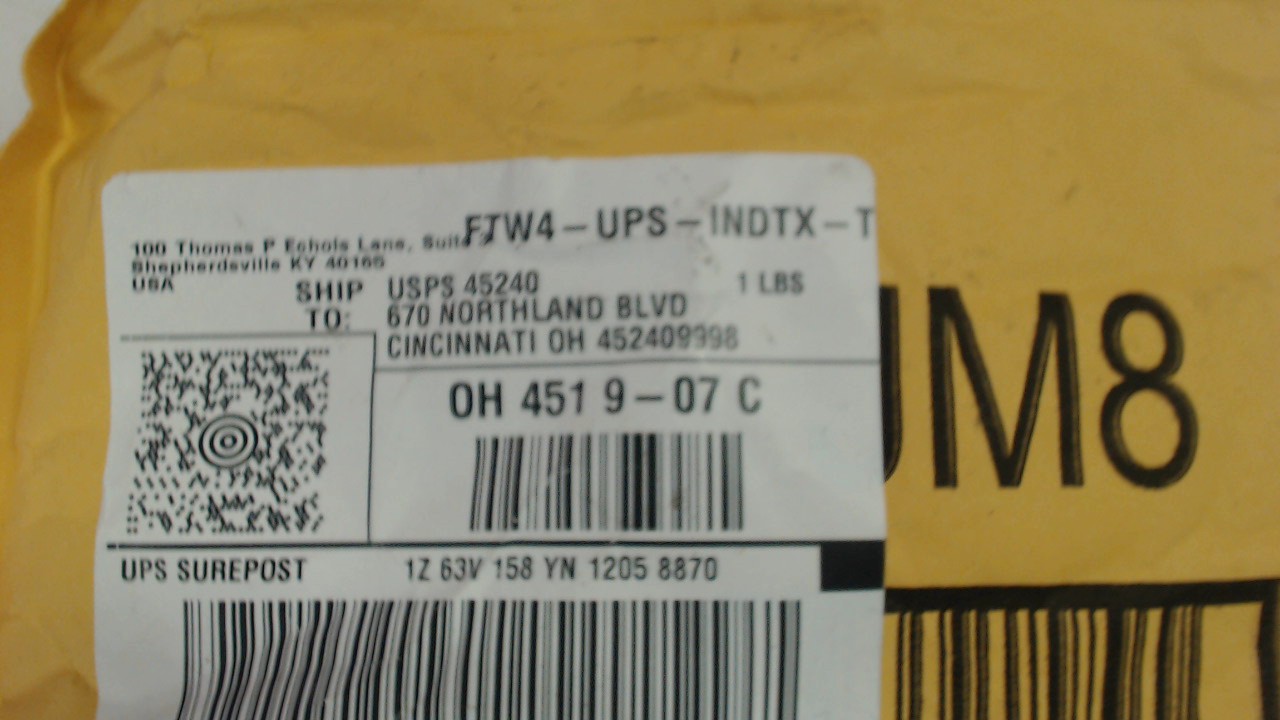 FTW4-UPS-INDTX-T
100 Thomas P Echols Lane, Suite
Shepherdsville KY 40165
USA
SHIP TO: USPS 45240 1 LBS
670 NORTHLAND BLVD
CINCINNATI OH 452409998
OH 451 9-07 C
UPS SUREPOST 1Z 63V 158 YN 1205 8870
UM8